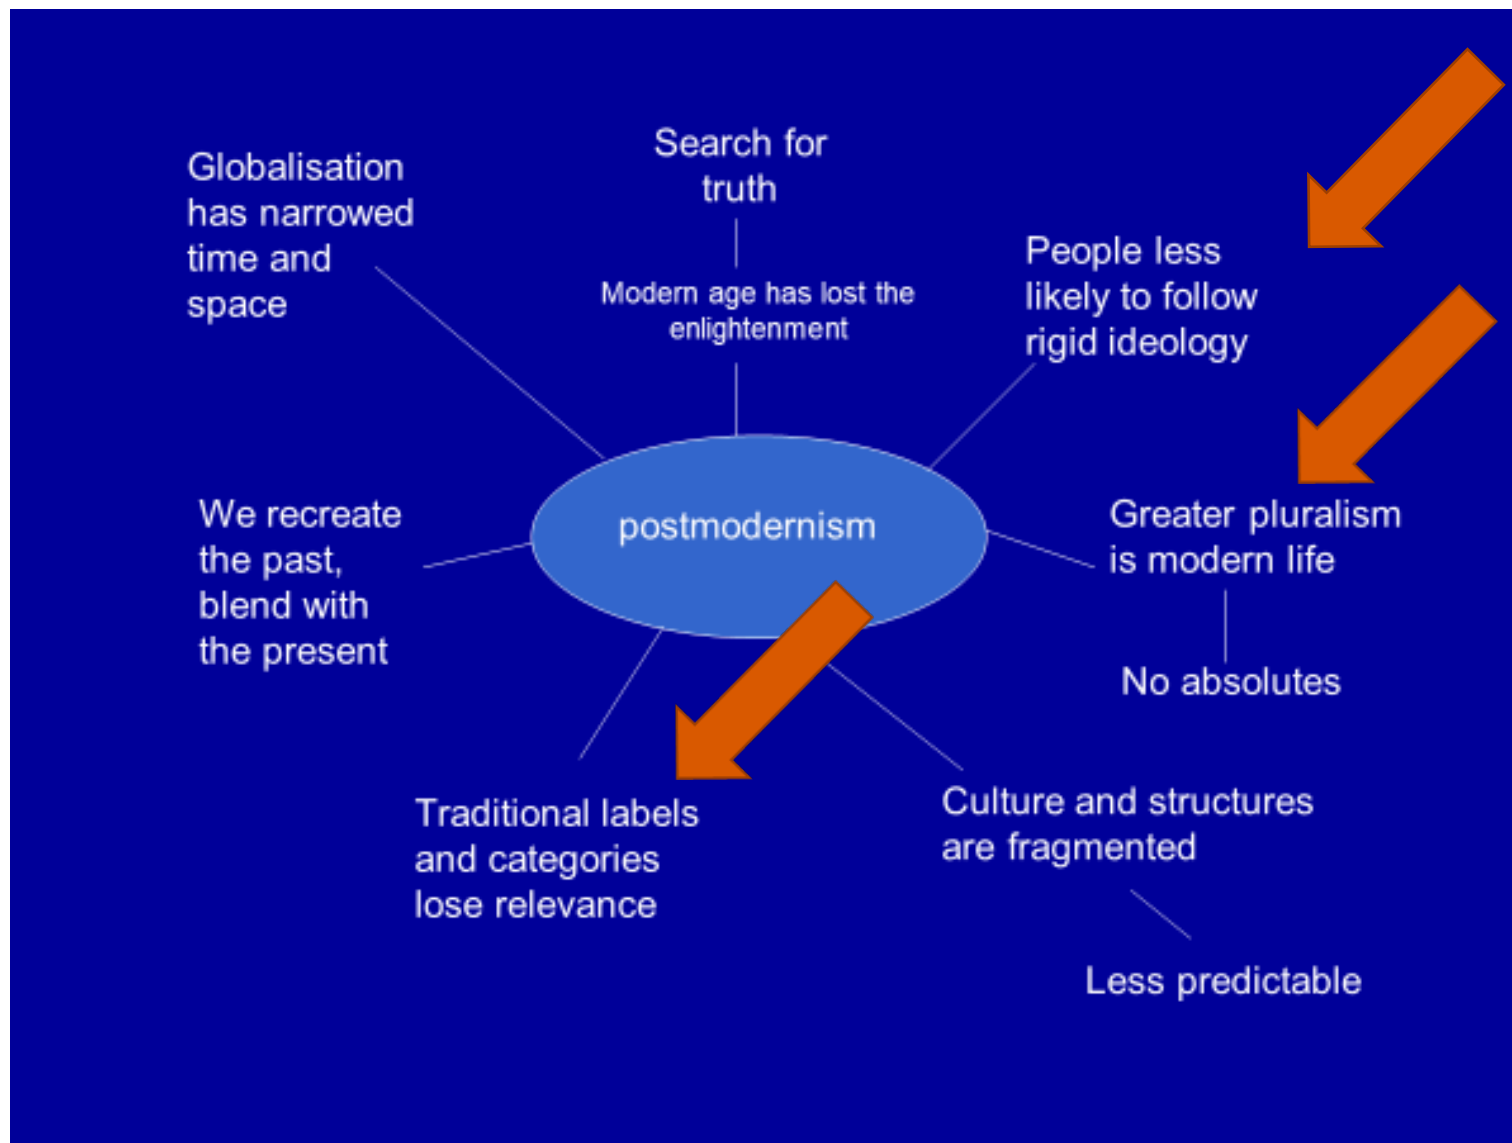 Search for
truth
Globalisation
has narrowed
time and
space
Modern age has lost the
enlightenment
People less
likely to follow
rigid ideology
We recreate
the past,
blend with
the present
postmodernism
Greater pluralism
is modern life
No absolutes
Traditional labels
and categories
lose relevance
Culture and structures
are fragmented
Less predictable